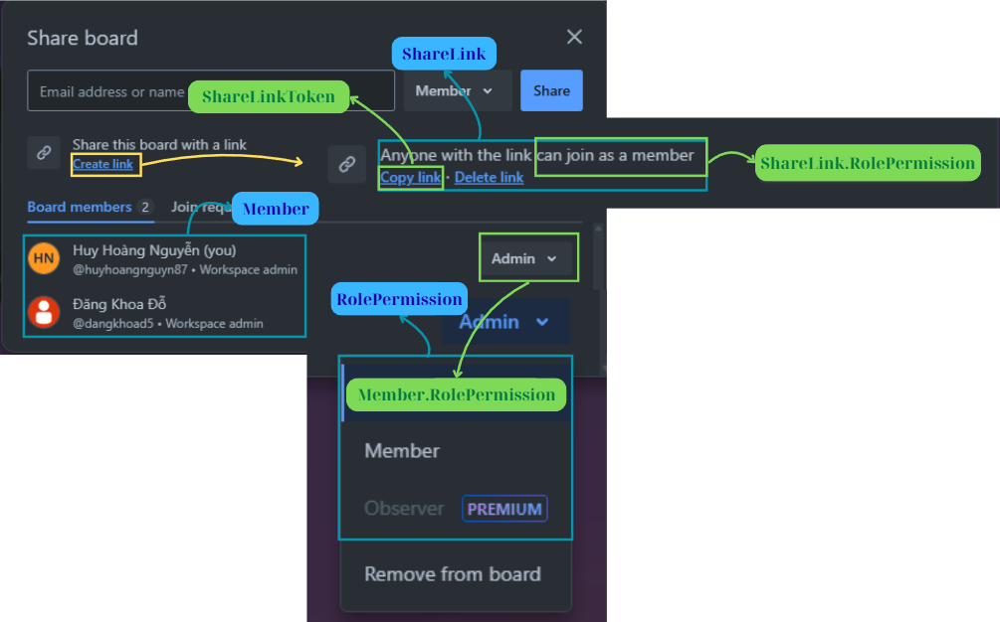 Share board
ShareLink
Email address or name
ShareLinkToken
Member
Share
Share this board with a link
Create link
Anyone with the link can join as a member
Copy link · Delete link
ShareLink.RolePermission
Board members 2
Join requ
Member
Huy Hoàng Nguyễn (you)
@huyhoangnguyn87 • Workspace admin
Admin
Đăng Khoa Đỗ
@dangkhoad5 • Workspace admin
RolePermission
Admin
Member.RolePermission
Member
Observer PREMIUM
Remove from board